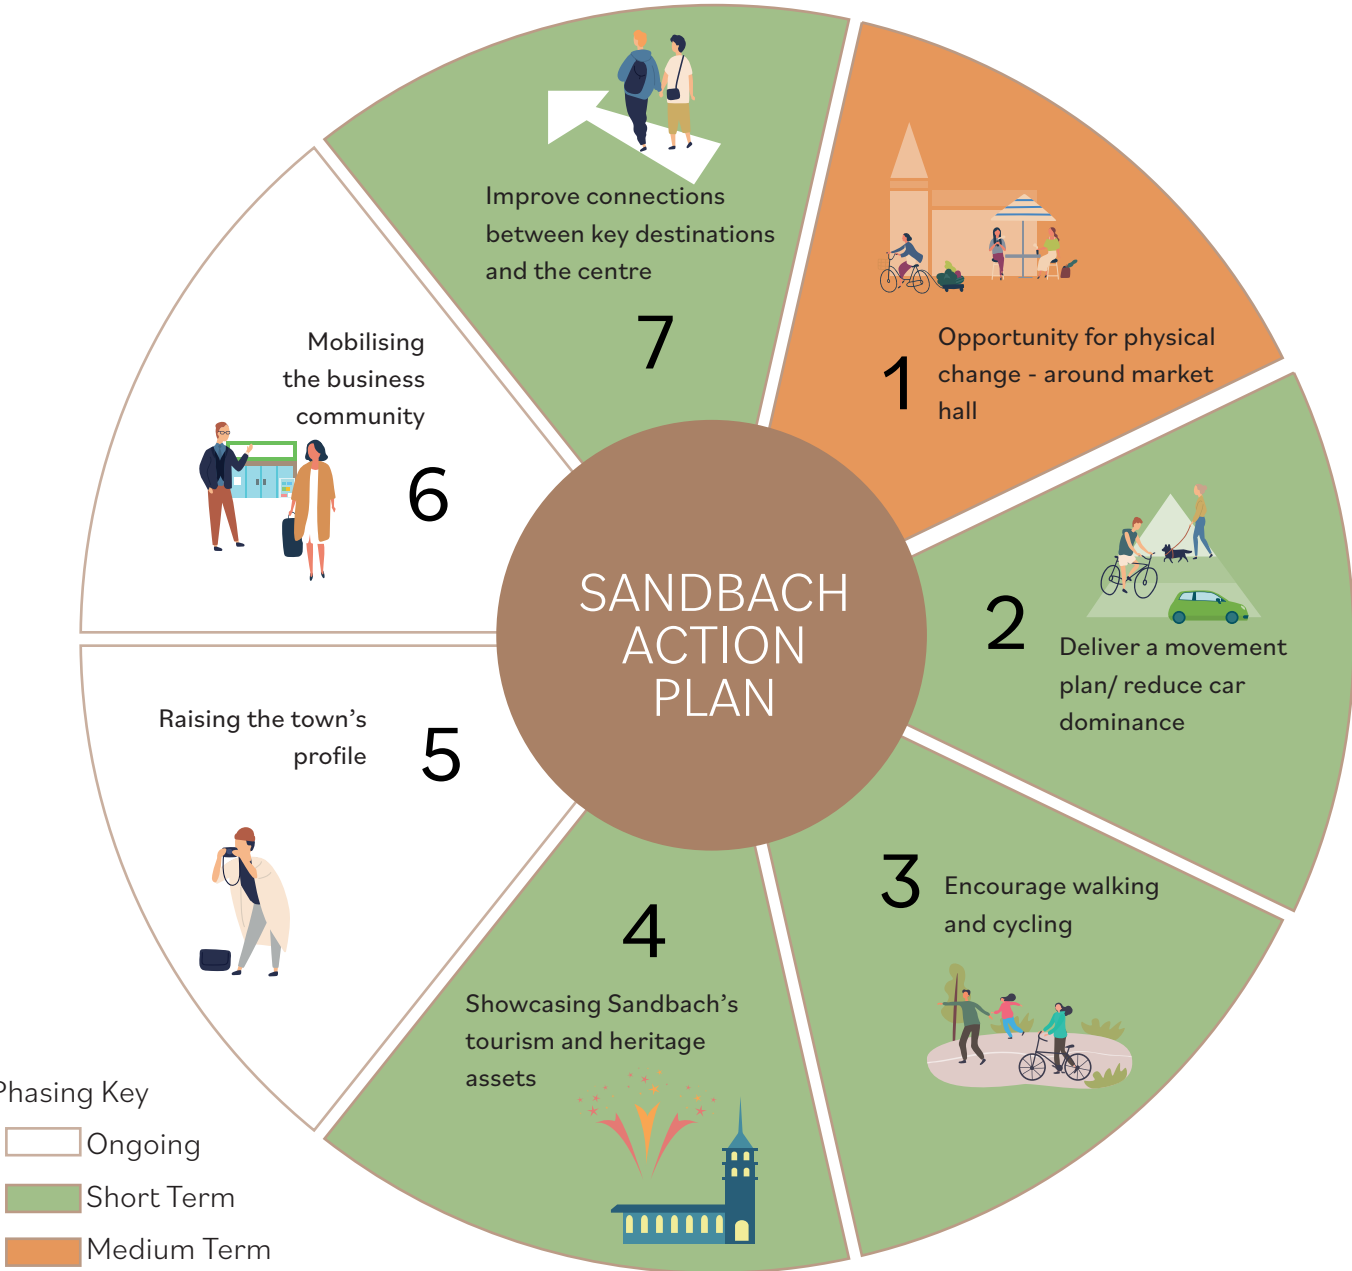 Improve connections
between key destinations
and the centre
7
1
Opportunity for physical
change - around market
hall
2
Deliver a movement
plan/ reduce car
dominance
3
Encourage walking
and cycling
4
Showcasing Sandbach's
tourism and heritage
assets
5
Raising the town's
profile
6
Mobilising
the business
community
SANDBACH
ACTION
PLAN
Phasing Key
Ongoing
Short Term
Medium Term